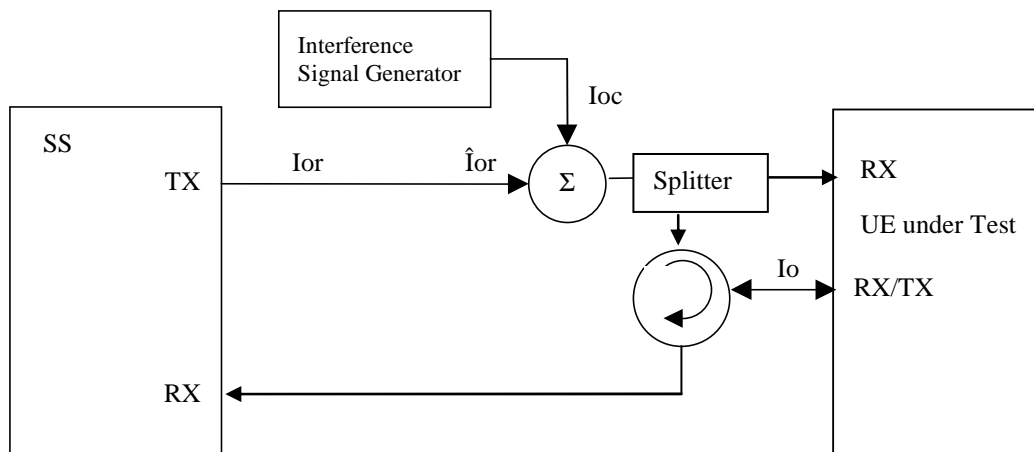 Interference
Signal Generator
Ioc
SS
TX
Ior
Îor
Σ
Splitter
RX
UE under Test
Io
RX/TX
RX